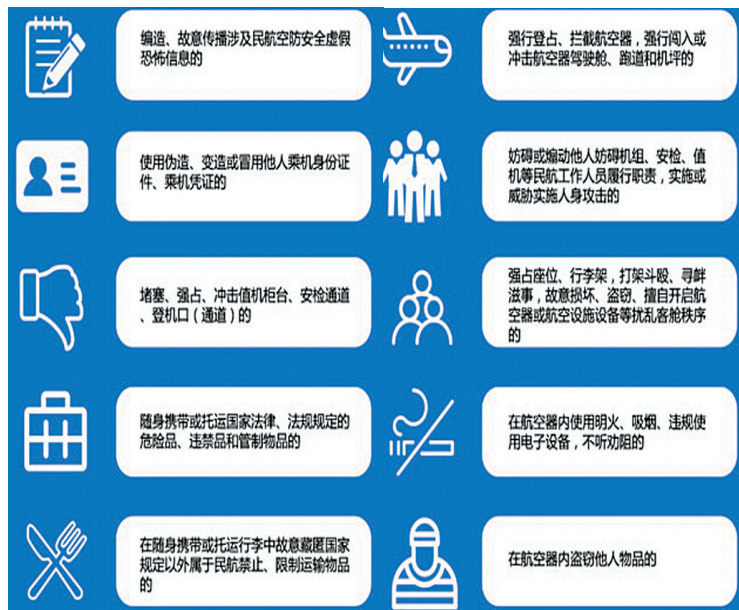 编造、故意传播涉及民航空防安全虚假
恐怖信息的
强行登占、拦截航空器，强行闯入或
冲击航空器驾驶舱、跑道和机坪的
使用伪造、变造或冒用他人乘机身份证
件、乘机凭证的
妨碍或煽动他人妨碍机组、安检、值
机等民航工作人员履行职责，实施或
威胁实施人身攻击的
堵塞、强占、冲击值机柜台、安检通道
、登机口（通道）的
强占座位、行李架，打架斗殴、寻衅
滋事，故意损坏、盗窃、擅自开启航
空器或航空设施设备等扰乱客舱秩序
的
随身携带或托运国家法律、法规规定的
危险品、违禁品和管制物品的
在航空器内使用明火、吸烟、违规使
用电子设备，不听劝阻的
在随身携带或托运行李中故意藏匿国家
规定以外属于民航禁止、限制运输物品
的
在航空器内盗窃他人物品的